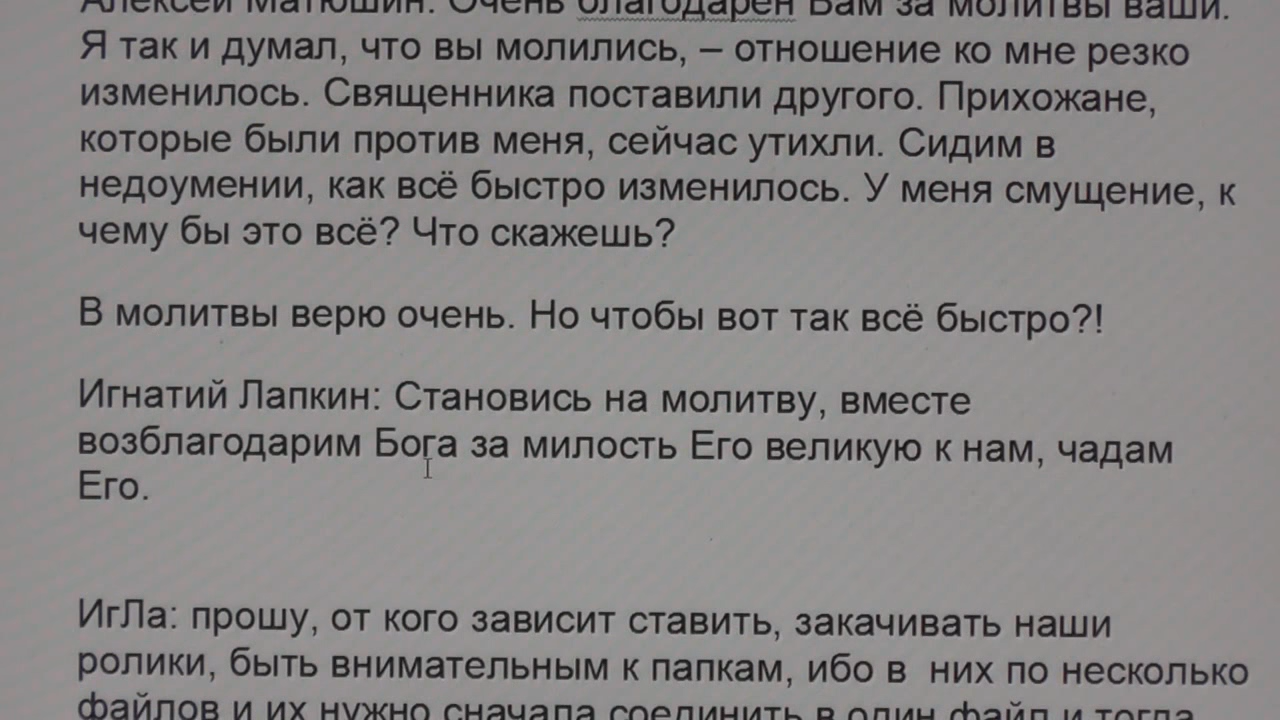 Алексей Матюшин: Очень благодарен Вам за молитвы ваши.
Я так и думал, что вы молились, – отношение ко мне резко
изменилось. Священника поставили другого. Прихожане,
которые были против меня, сейчас утихли. Сидим в
недоумении, как всё быстро изменилось. У меня смущение, к
чему бы это всё? Что скажешь?
В молитвы верю очень. Но чтобы вот так всё быстро?!
Игнатий Лапкин: Становись на молитву, вместе
возблагодарим Бога за милость Его великую к нам, чадам
Его.
ИгЛа: прошу, от кого зависит ставить, закачивать наши
ролики, быть внимательным к папкам, ибо в них по несколько
файлов и их нужно сначала соединить в один файл и тогда